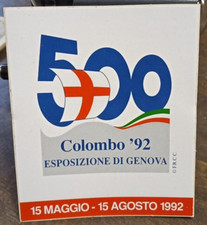 500
Colombo '92
ESPOSIZIONE DI GENOVA
15 MAGGIO - 15 AGOSTO 1992